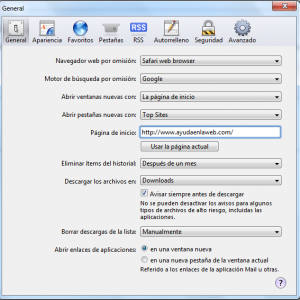 General
General Apariencia Favoritos Pestañas RSS Autorrelleno Seguridad Avanzado
RSS
Navegador web por omisión: Safari web browser
Motor de búsqueda por omisión: Google
Abrir ventanas nuevas con: La página de inicio
Abrir pestañas nuevas con: Top Sites
Página de inicio: http://www.ayudaenlaweb.com/
Usar la página actual
Eliminar ítems del historial: Después de un mes
Descargar los archivos en: Downloads
Avisar siempre antes de descargar
No se pueden desactivar los avisos para algunos
tipos de archivos de alto riesgo, incluidas las
aplicaciones.
Borrar descargas de la lista: Manualmente
Abrir enlaces de aplicaciones: en una ventana nueva
en una nueva pestaña de la ventana actual
Referido a los enlaces de la aplicación Mail u otras.